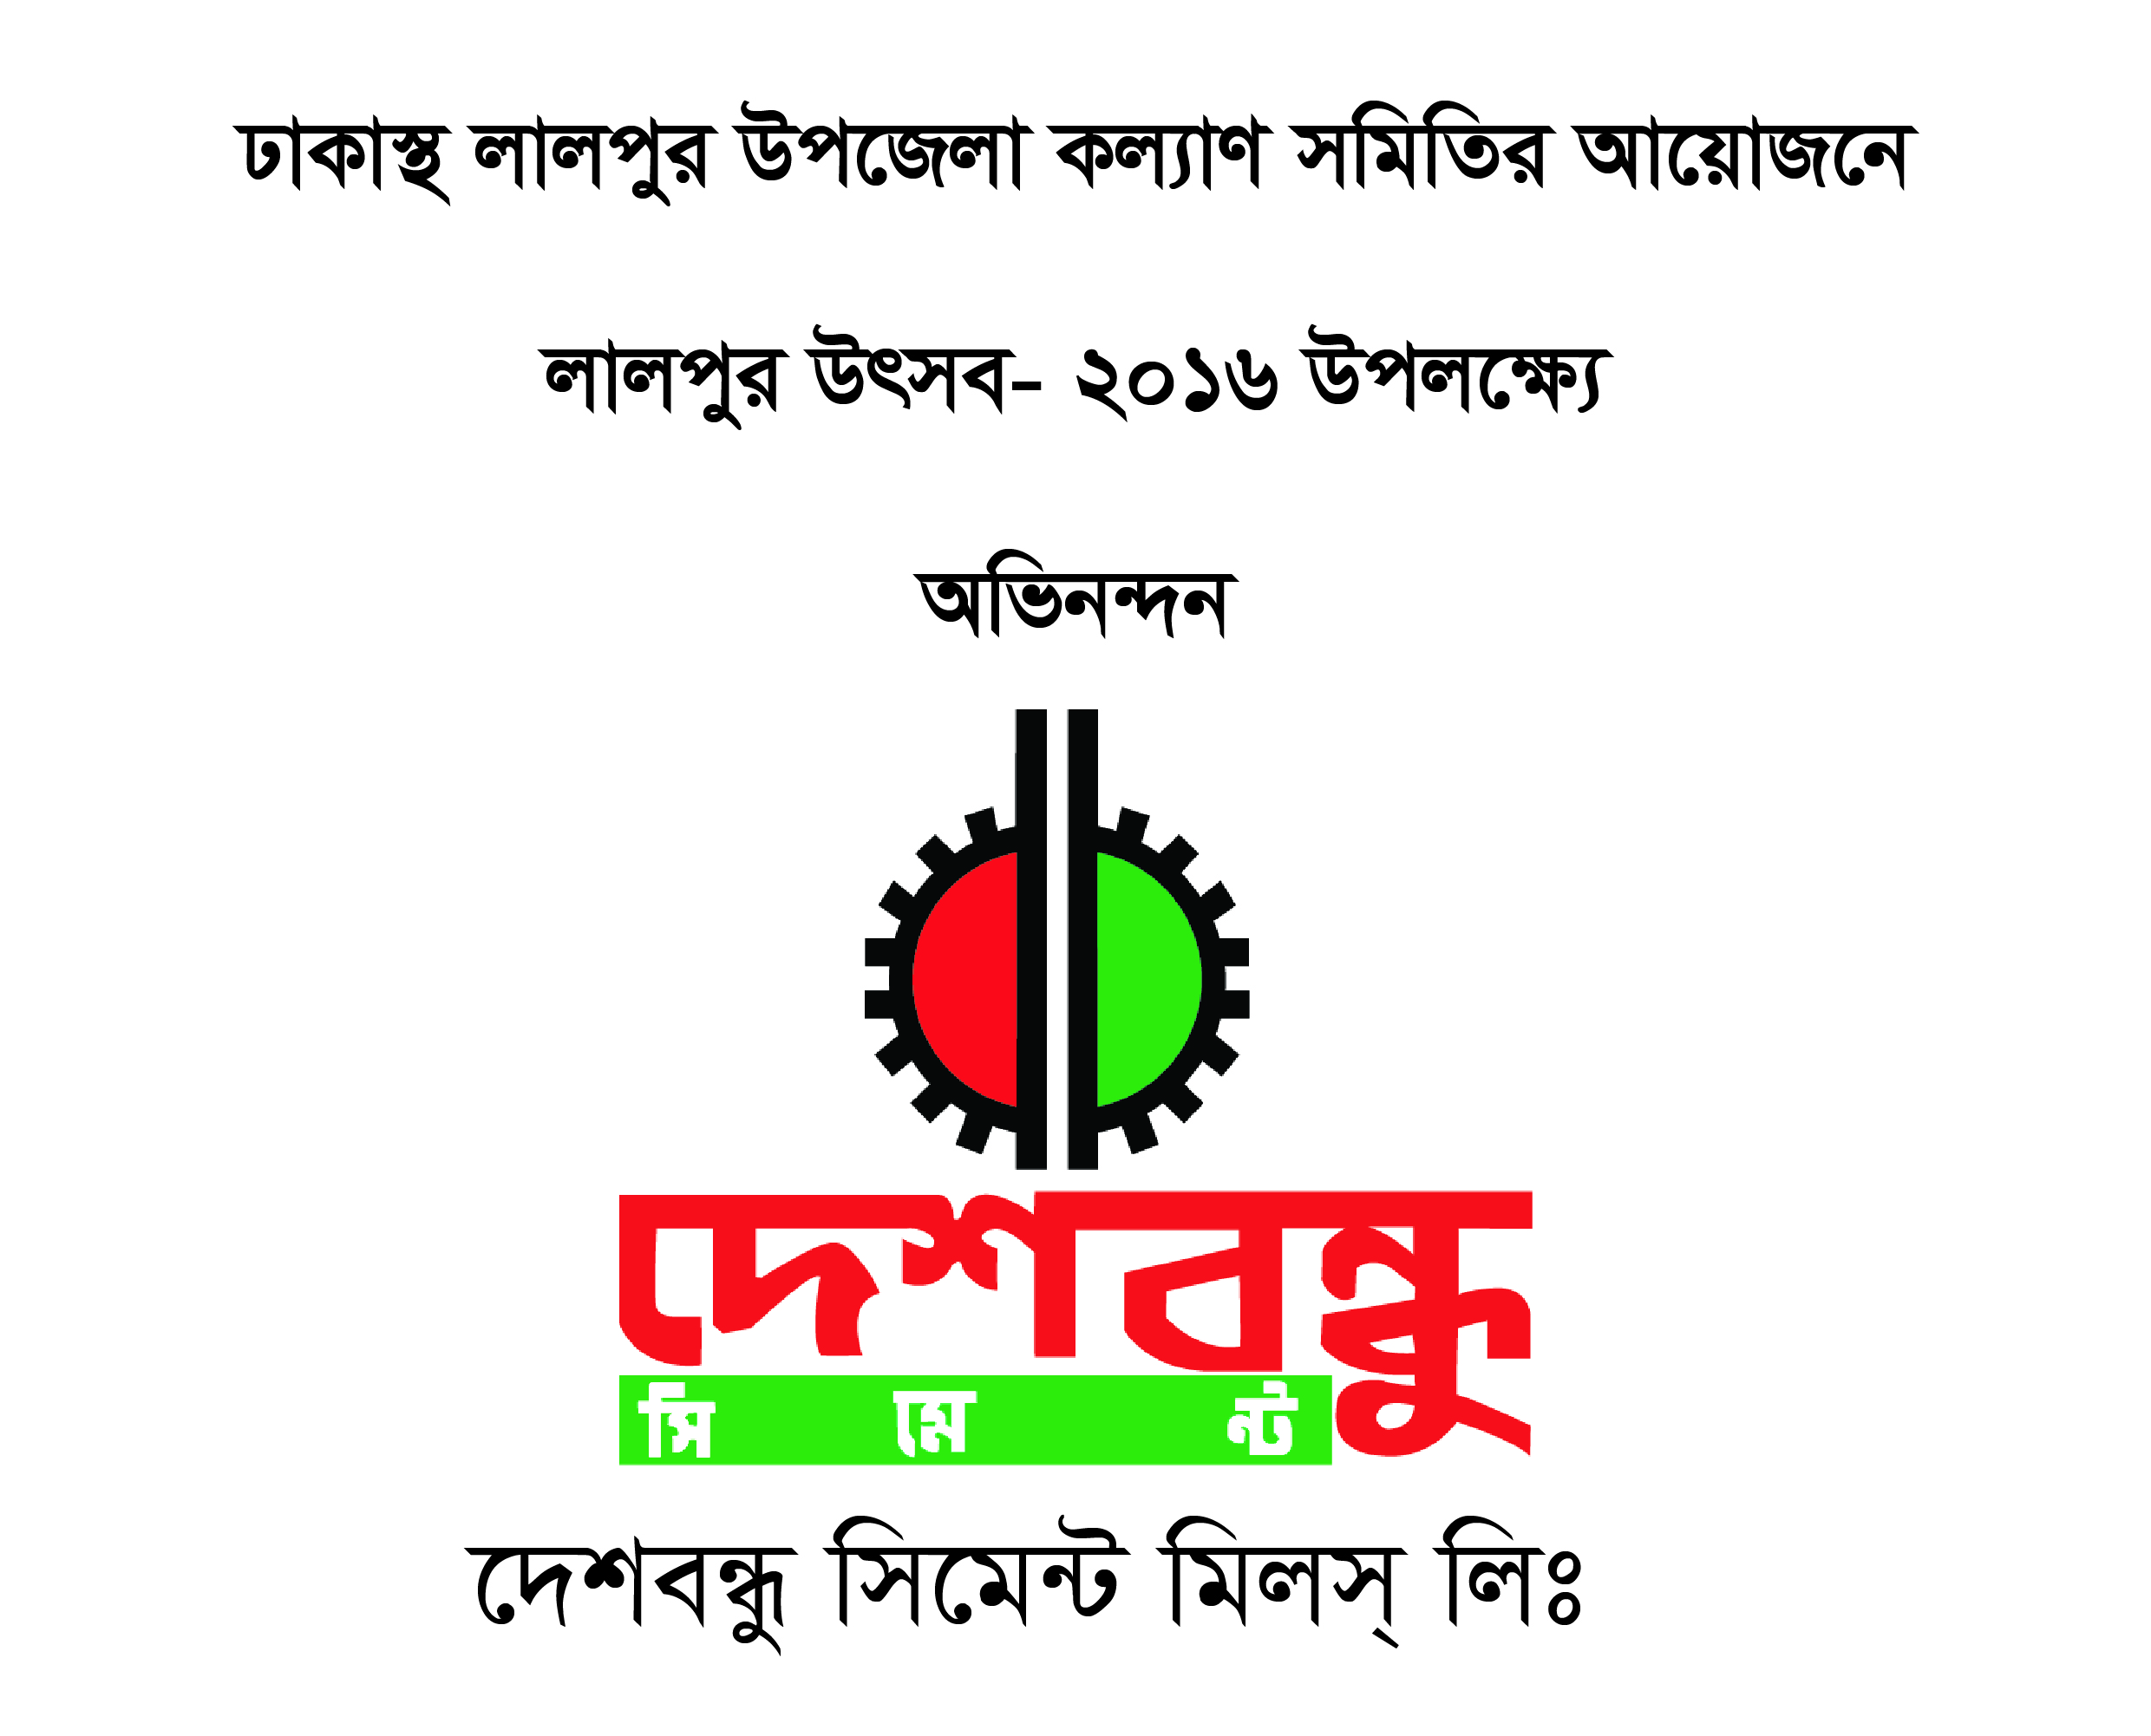 ঢাকাস্থ লালপুর উপজেলা কল্যাণ সমিতির আয়োজনে
লালপুর উৎসব- ২০১৬ উপলক্ষ্যে
অভিনন্দন
দেশবন্ধু
সিমেন্ট
দেশবন্ধু সিমেন্ট মিলস্ লিঃ